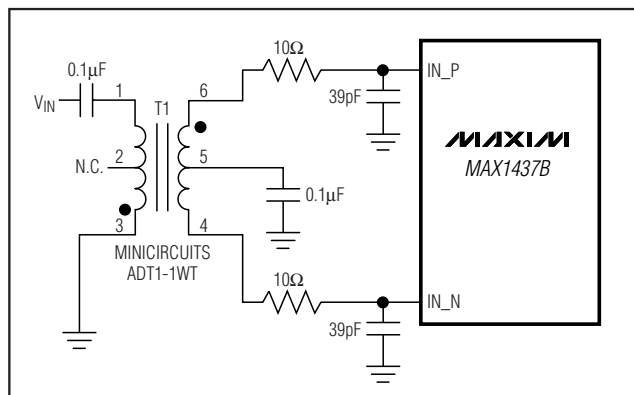 10Ω
0.1μF
1
6
IN_P
VIN
T1
39pF
MAXIM
MAX1437B
N.C.
2
5
0.1μF
3
4
MINICIRCUITS
ADT1-1WT
10Ω
IN_N
39pF